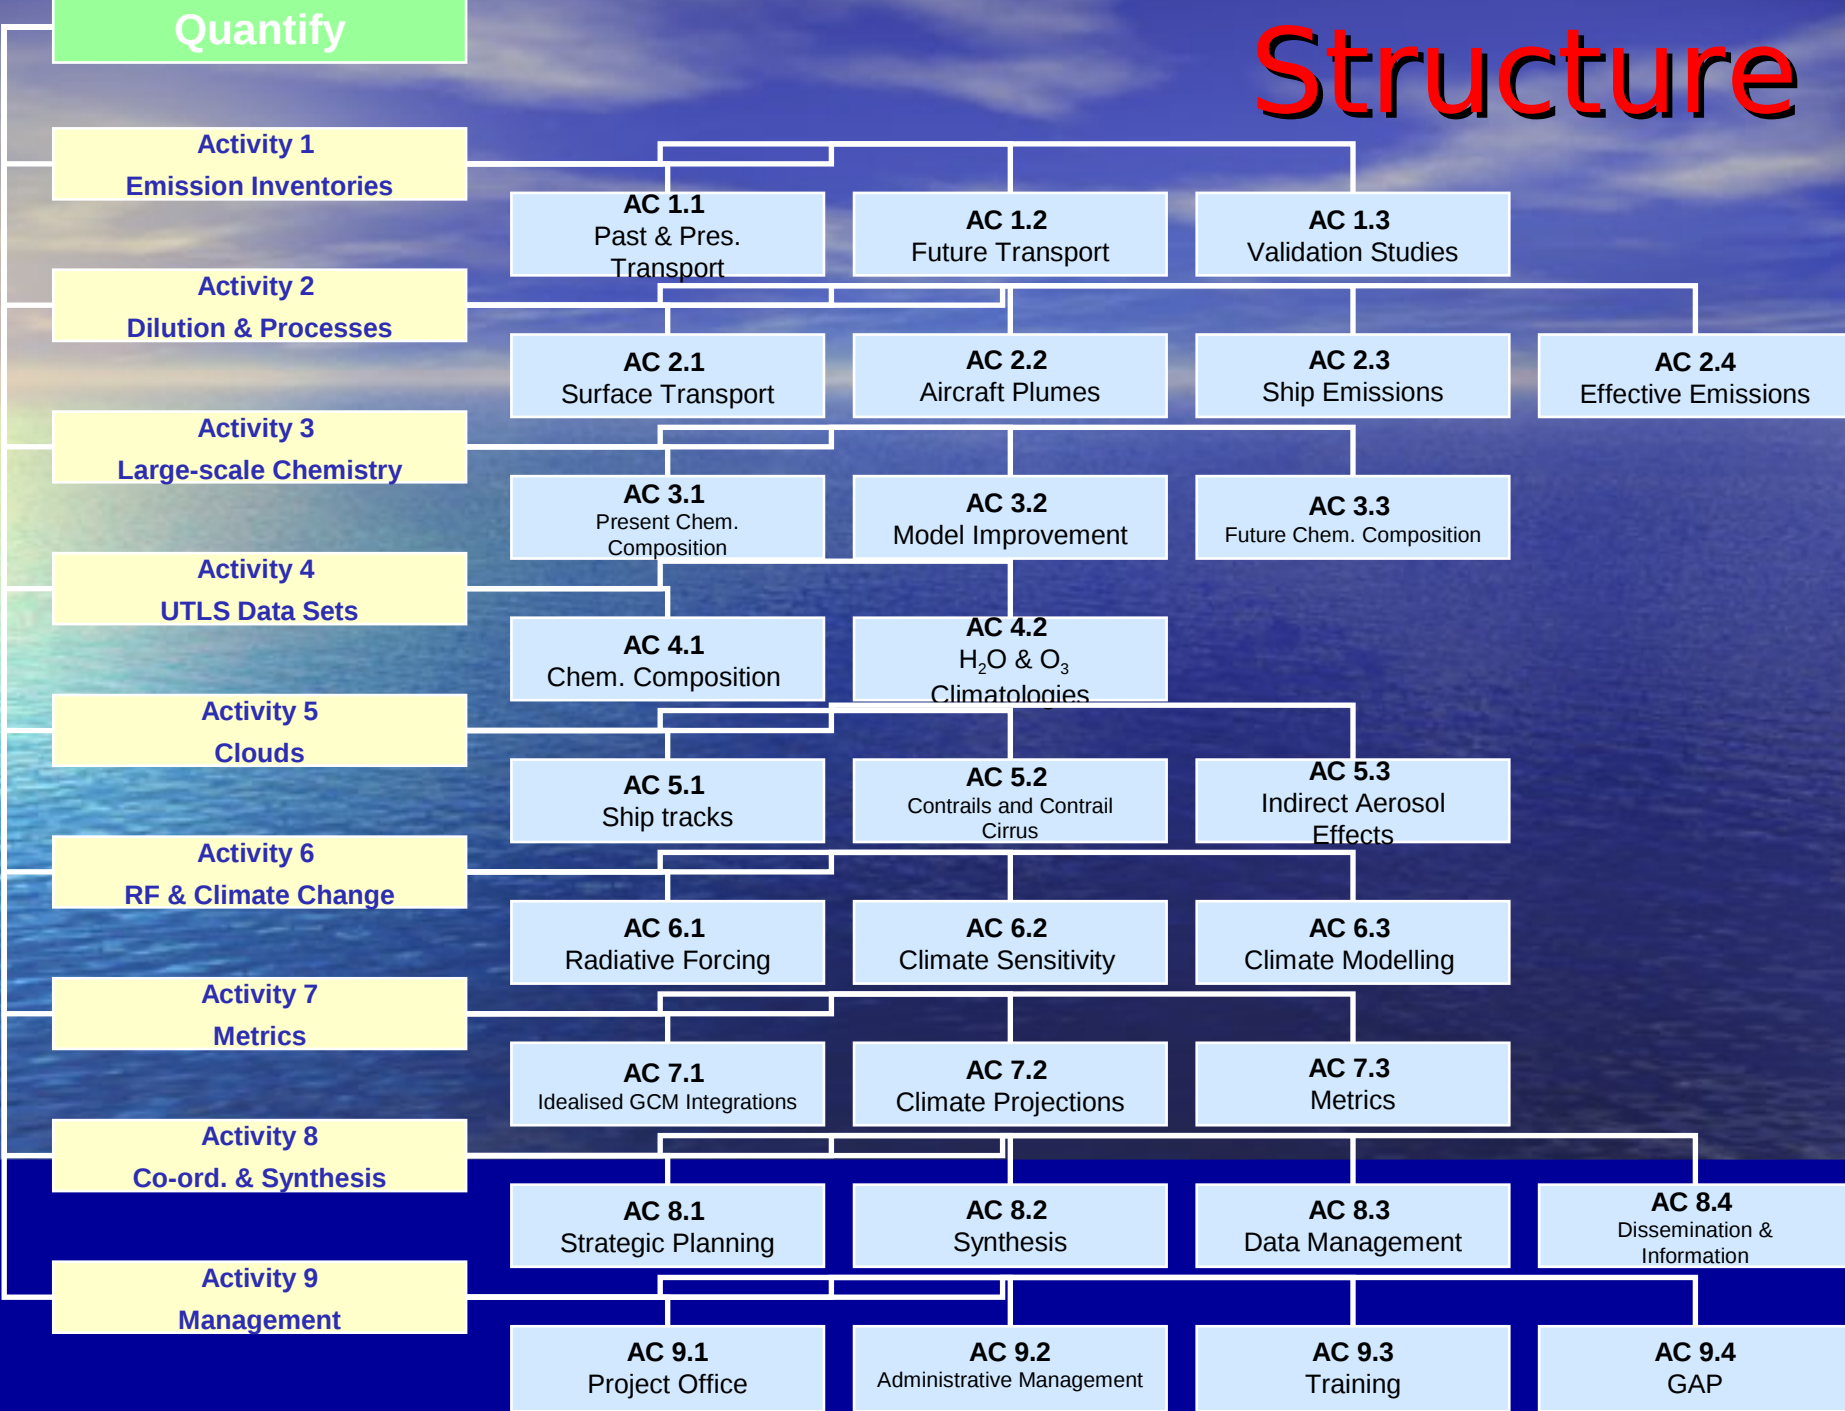 Quantify
Structure
Activity 1
Emission Inventories
AC 1.1
Past & Pres.
Transport
AC 1.2
Future Transport
AC 1.3
Validation Studies
Activity 2
Dilution & Processes
AC 2.1
Surface Transport
AC 2.2
Aircraft Plumes
AC 2.3
Ship Emissions
AC 2.4
Effective Emissions
Activity 3
Large-scale Chemistry
AC 3.1
Present Chem.
Composition
AC 3.2
Model Improvement
AC 3.3
Future Chem. Composition
Activity 4
UTLS Data Sets
AC 4.1
Chem. Composition
AC 4.2
H₂O & O₃
Climatologies
Activity 5
Clouds
AC 5.1
Ship tracks
AC 5.2
Contrails and Contrail
Cirrus
AC 5.3
Indirect Aerosol
Effects
Activity 6
RF & Climate Change
AC 6.1
Radiative Forcing
AC 6.2
Climate Sensitivity
AC 6.3
Climate Modelling
Activity 7
Metrics
AC 7.1
Idealised GCM Integrations
AC 7.2
Climate Projections
AC 7.3
Metrics
Activity 8
Co-ord. & Synthesis
AC 8.1
Strategic Planning
AC 8.2
Synthesis
AC 8.3
Data Management
AC 8.4
Dissemination &
Information
Activity 9
Management
AC 9.1
Project Office
AC 9.2
Administrative Management
AC 9.3
Training
AC 9.4
GAP